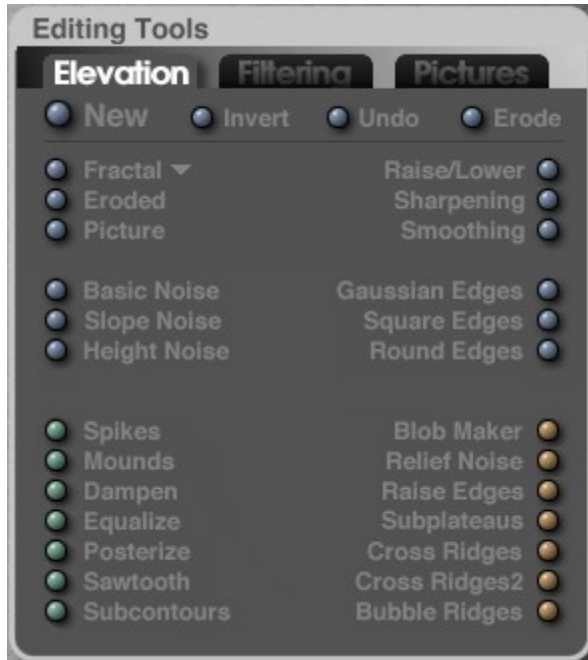 Editing Tools
Elevation Filtering Pictures
New Invert Undo Erode
Fractal Raise/Lower
Eroded Sharpening
Picture Smoothing
Basic Noise Gaussian Edges
Slope Noise Square Edges
Height Noise Round Edges
Spikes Blob Maker
Mounds Relief Noise
Dampen Raise Edges
Equalize Subplateaus
Posterize Cross Ridges
Sawtooth Cross Ridges2
Subcontours Bubble Ridges